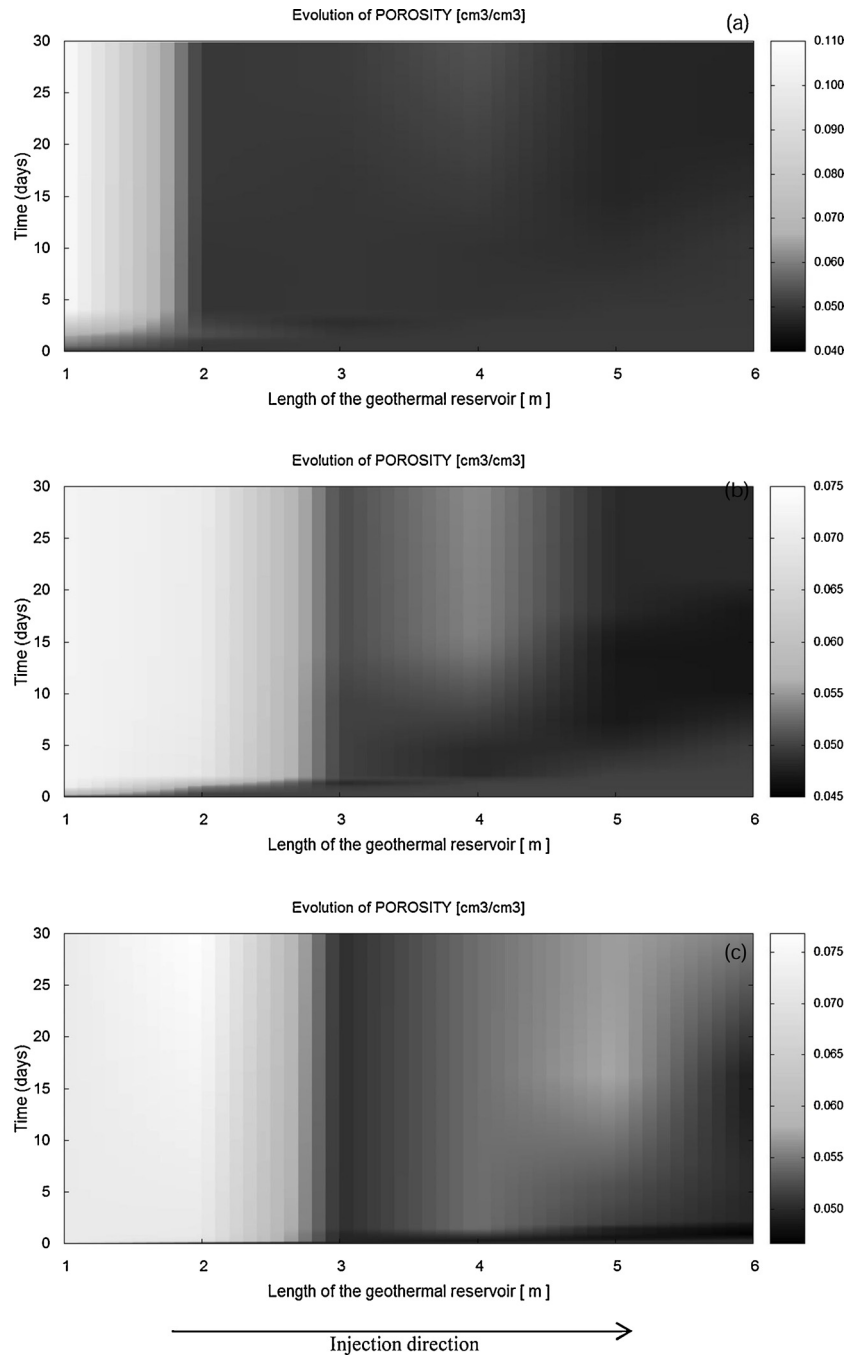 Evolution of POROSITY [cm3/cm3]
(a)
30
25
20
15
10
5
0
Time (days)
1 2 3 4 5 6
Length of the geothermal reservoir [ m ]
0.110
0.100
0.090
0.080
0.070
0.060
0.050
0.040
Evolution of POROSITY [cm3/cm3]
(b)
30
25
20
15
10
5
0
Time (days)
1 2 3 4 5 6
Length of the geothermal reservoir [ m ]
0.075
0.070
0.065
0.060
0.055
0.050
0.045
Evolution of POROSITY [cm3/cm3]
(c)
30
25
20
15
10
5
0
Time (days)
1 2 3 4 5 6
Length of the geothermal reservoir [ m ]
0.075
0.070
0.065
0.060
0.055
0.050
Injection direction